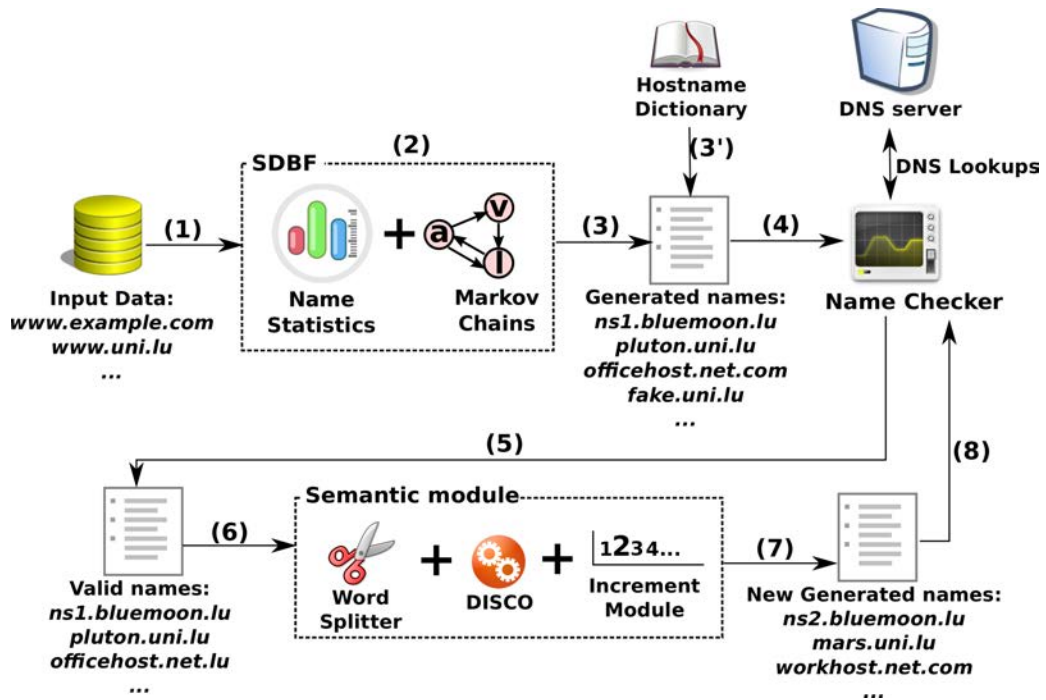 Hostname
Dictionary
DNS server
(2)
(3')
SDBF
DNS Lookups
(1)
v
a
l
(3)
(4)
Input Data:
www.example.com
www.uni.lu
...
Name
Statistics
Markov
Chains
Generated names:
ns1.bluemoon.lu
pluton.uni.lu
officehost.net.com
fake.uni.lu
...
Name Checker
(5)
(8)
Semantic module
(6)
1234...
(7)
Valid names:
ns1.bluemoon.lu
pluton.uni.lu
officehost.net.lu
...
Word
Splitter
DISCO
Increment
Module
New Generated names:
ns2.bluemoon.lu
mars.uni.lu
workhost.net.com
...